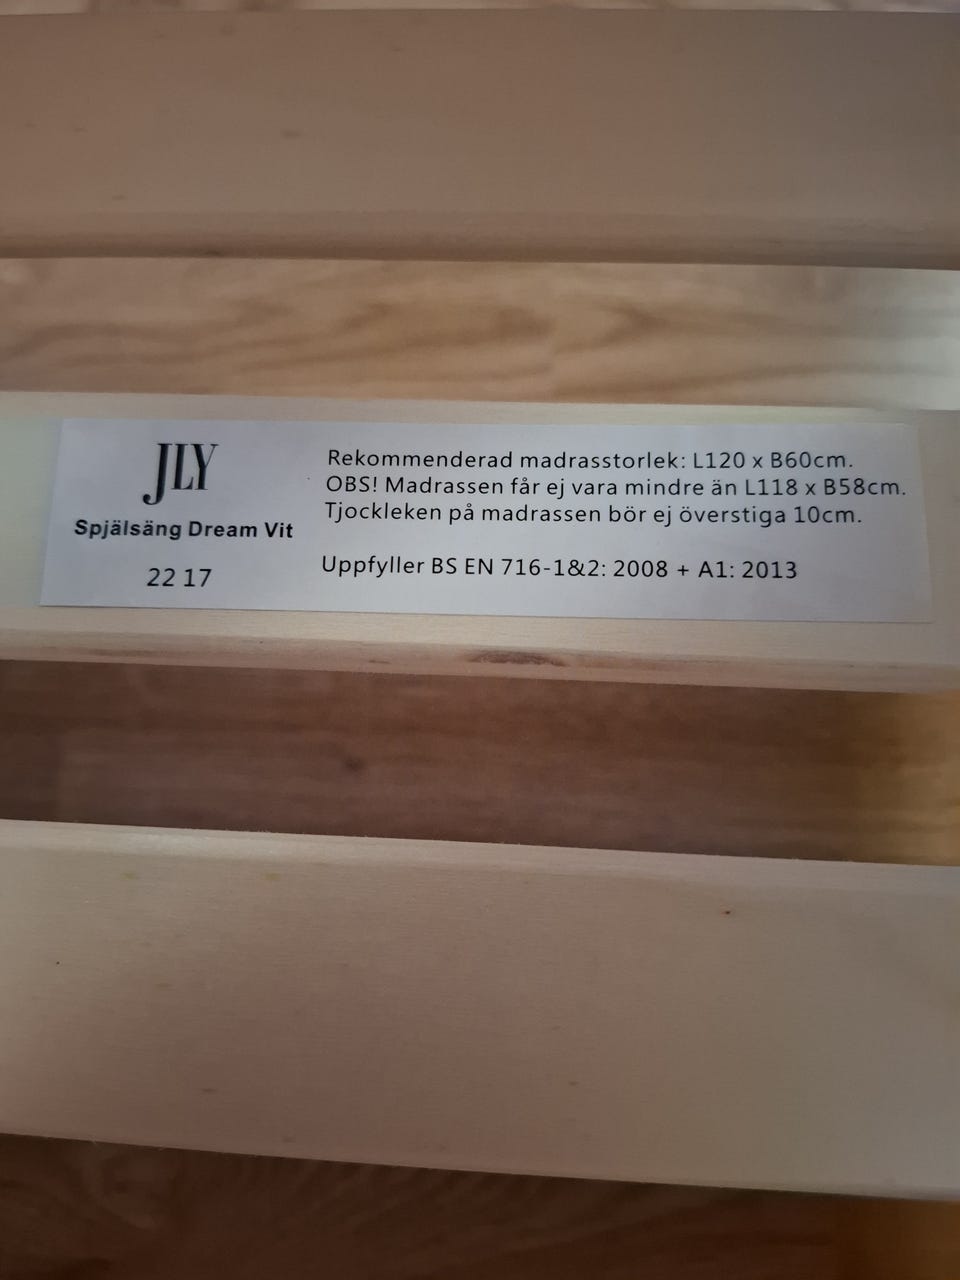 JLY
Spjälsäng Dream Vit
22 17
Rekommenderad madrasstorlek: L120 x B60cm.
OBS! Madrassen får ej vara mindre än L118 x B58cm.
Tjockleken på madrassen bör ej överstiga 10cm.
Uppfyller BS EN 716-1&2: 2008 + A1: 2013